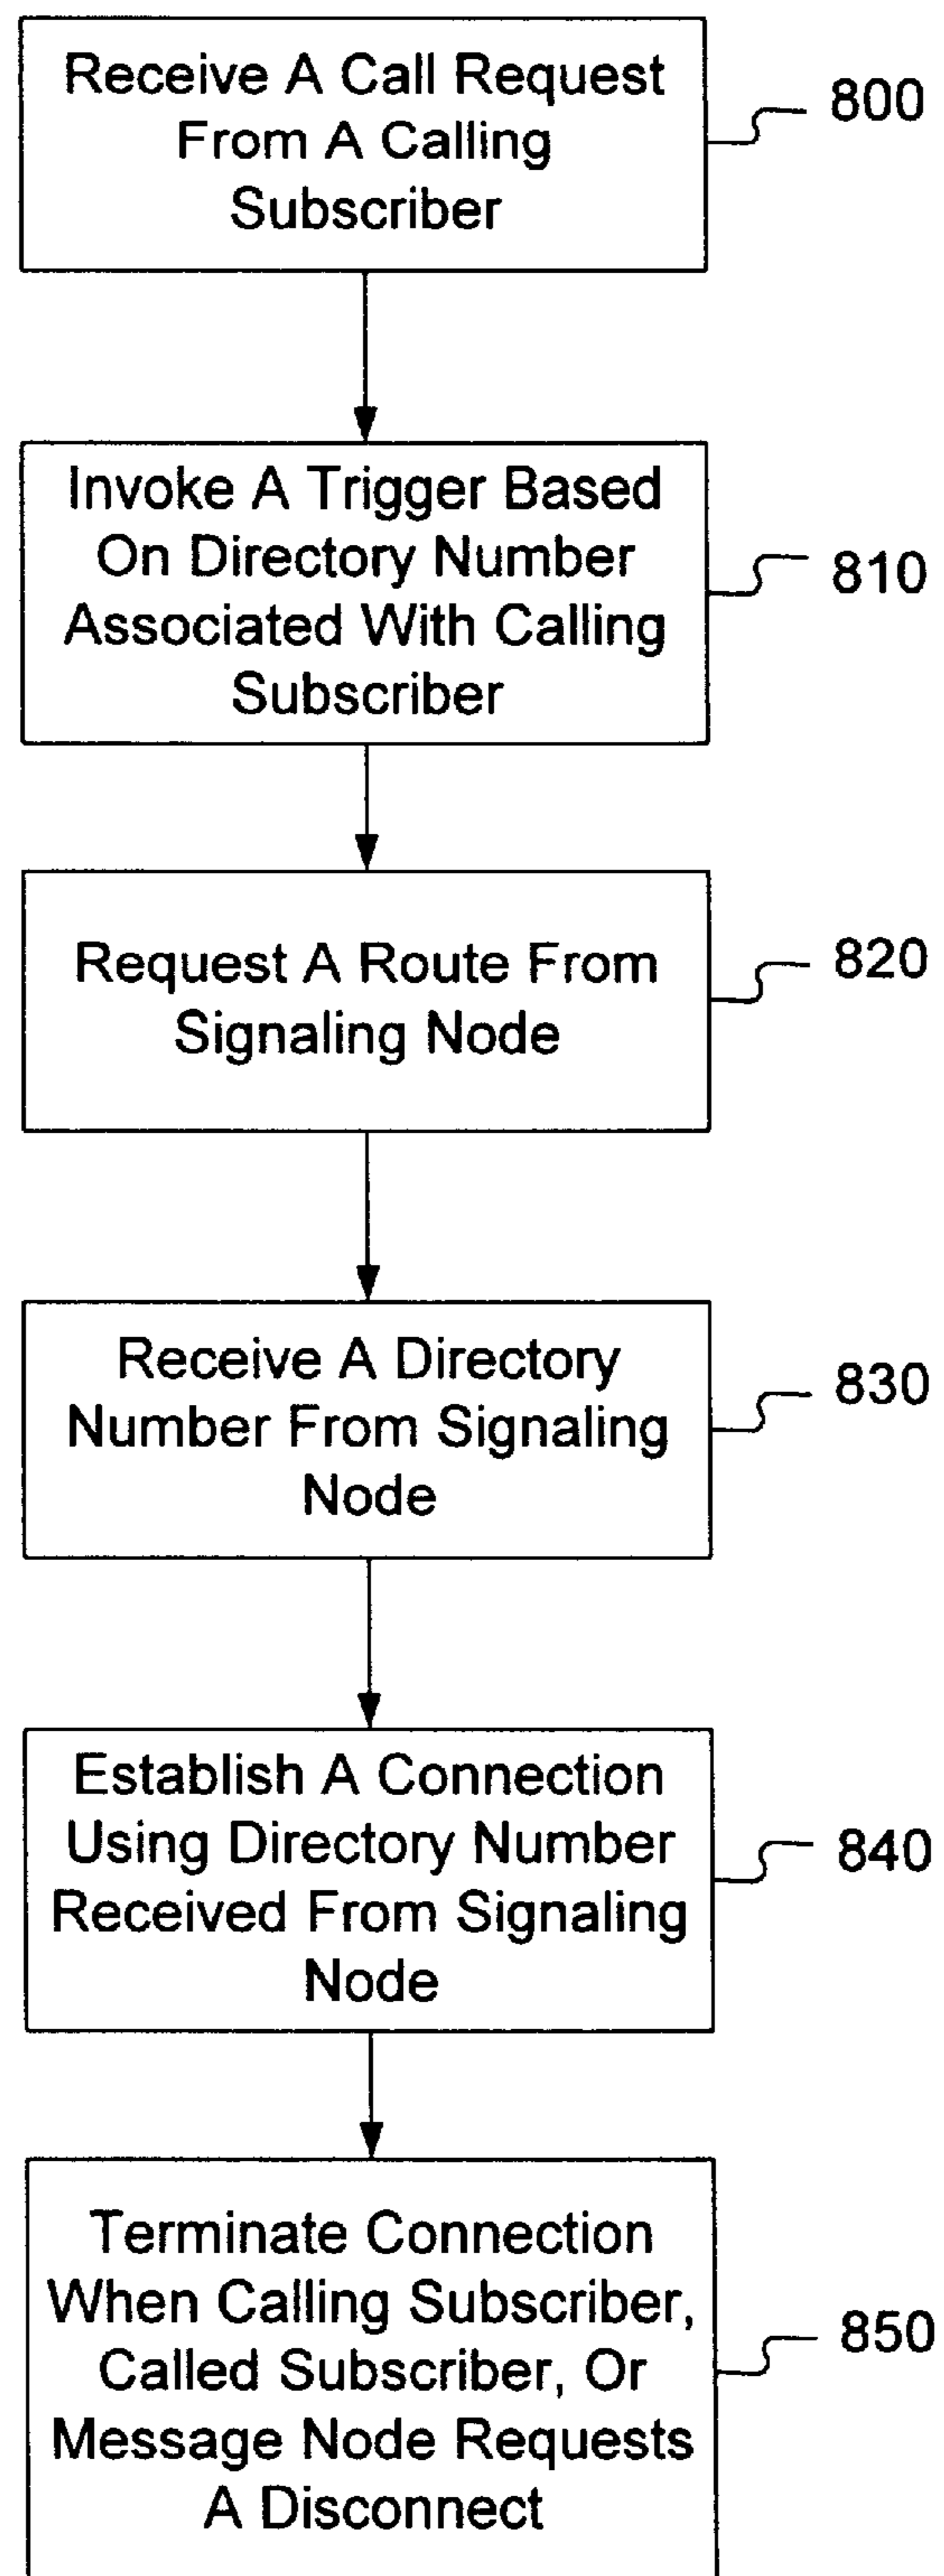 Receive A Call Request
From A Calling
Subscriber
800
Invoke A Trigger Based
On Directory Number
Associated With Calling
Subscriber
810
Request A Route From
Signaling Node
820
Receive A Directory
Number From Signaling
Node
830
Establish A Connection
Using Directory Number
Received From Signaling
Node
840
Terminate Connection
When Calling Subscriber,
Called Subscriber, Or
Message Node Requests
A Disconnect
850